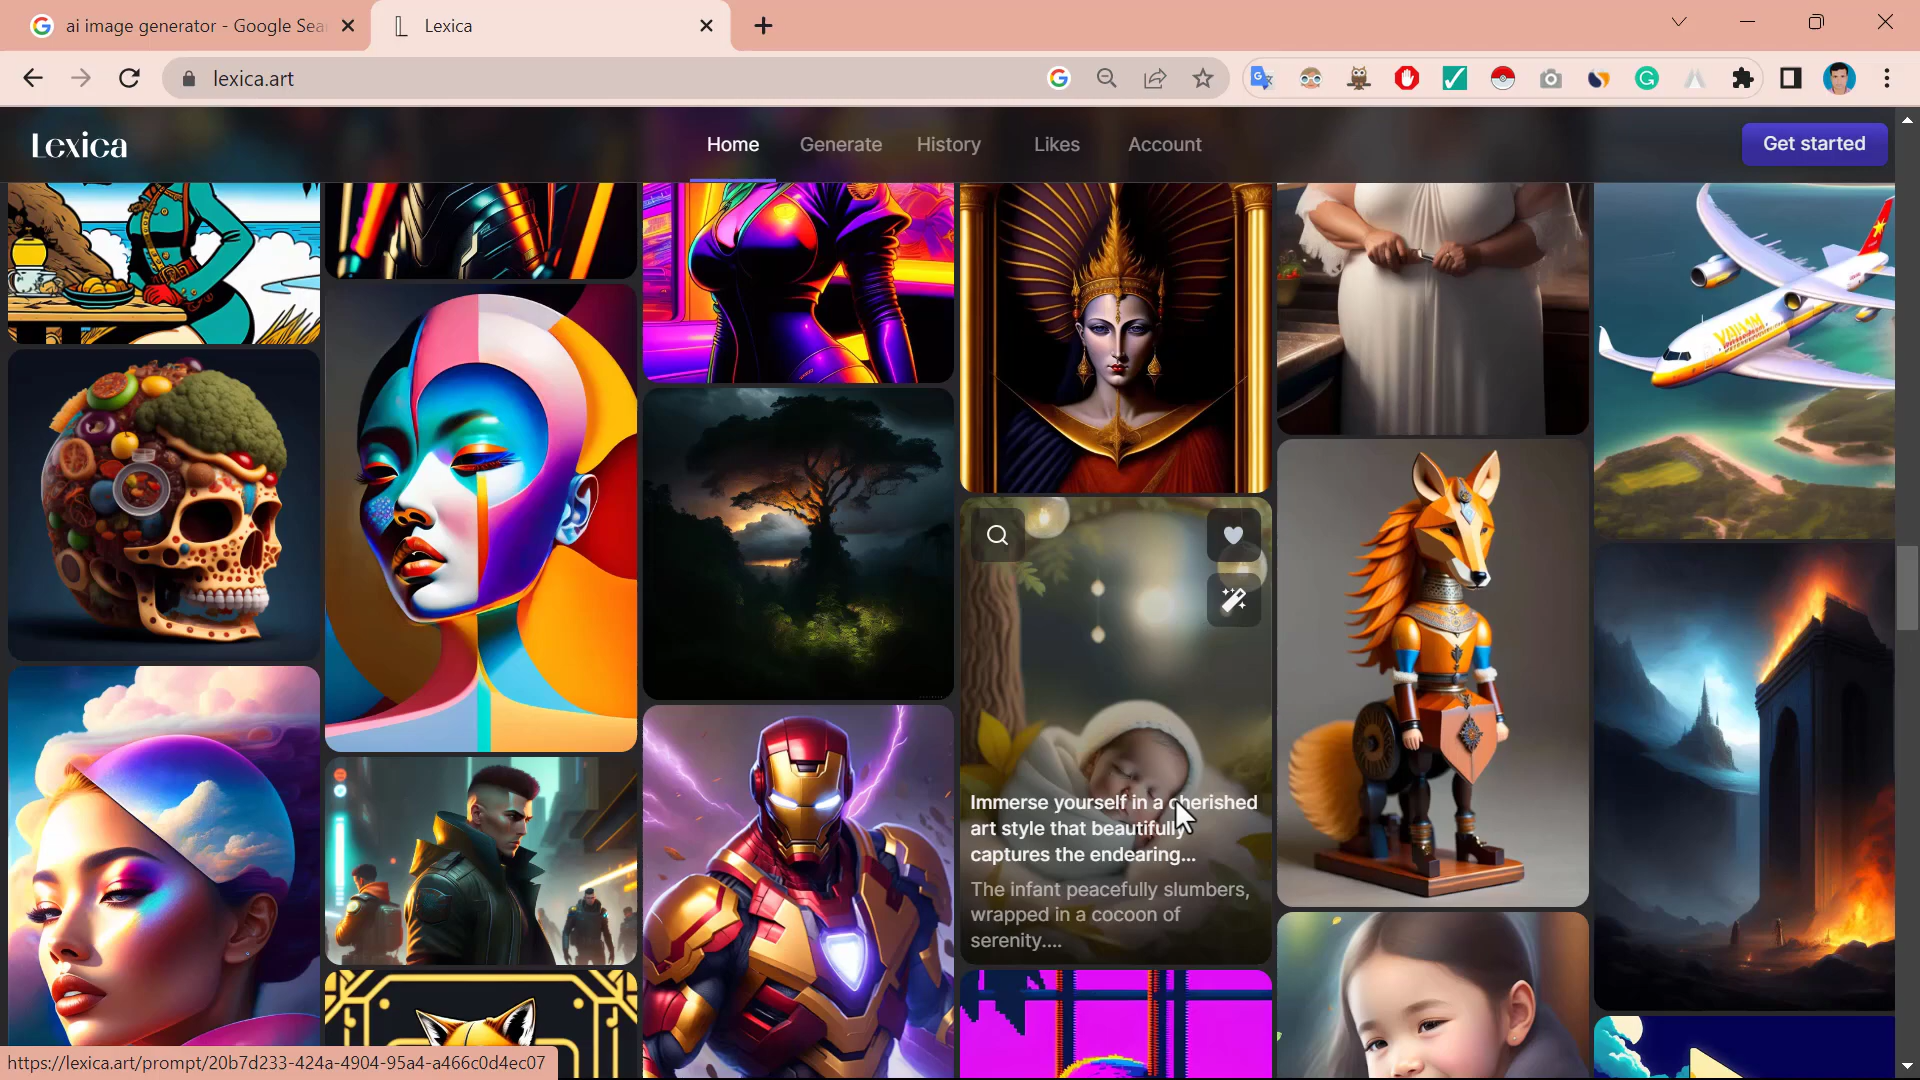 ai image generator - Google Sea
Lexica
lexica.art
Lexica
Home
Generate
History
Likes
Account
Get started
Immerse yourself in a cherished
art style that beautifully
captures the endearing...
The infant peacefully slumbers,
wrapped in a cocoon of
serenity....
https://lexica.art/prompt/20b7d233-424a-4904-95a4-a466c0d4ec07